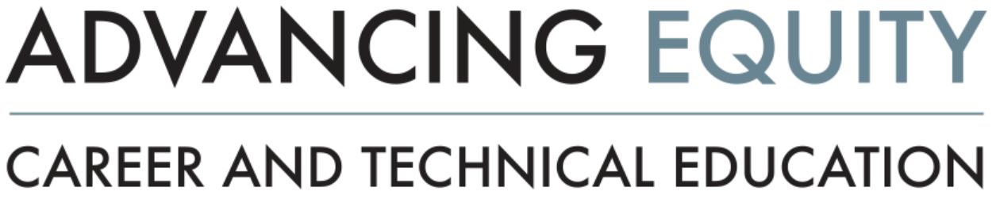 ADVANCING EQUITY
CAREER AND TECHNICAL EDUCATION